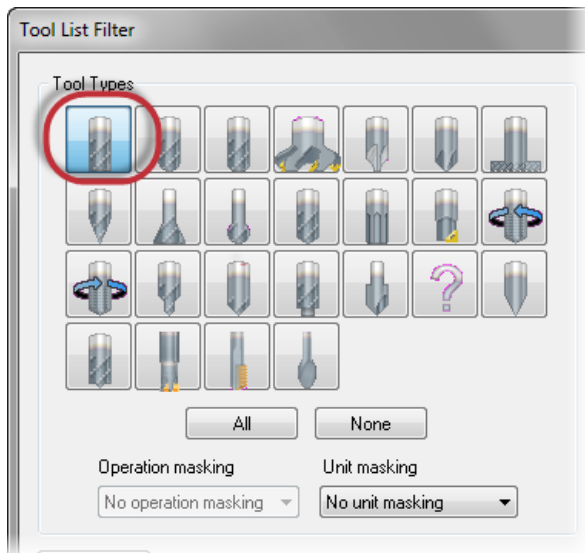 Tool List Filter
Tool Types
All
None
Operation masking
Unit masking
No operation masking
No unit masking